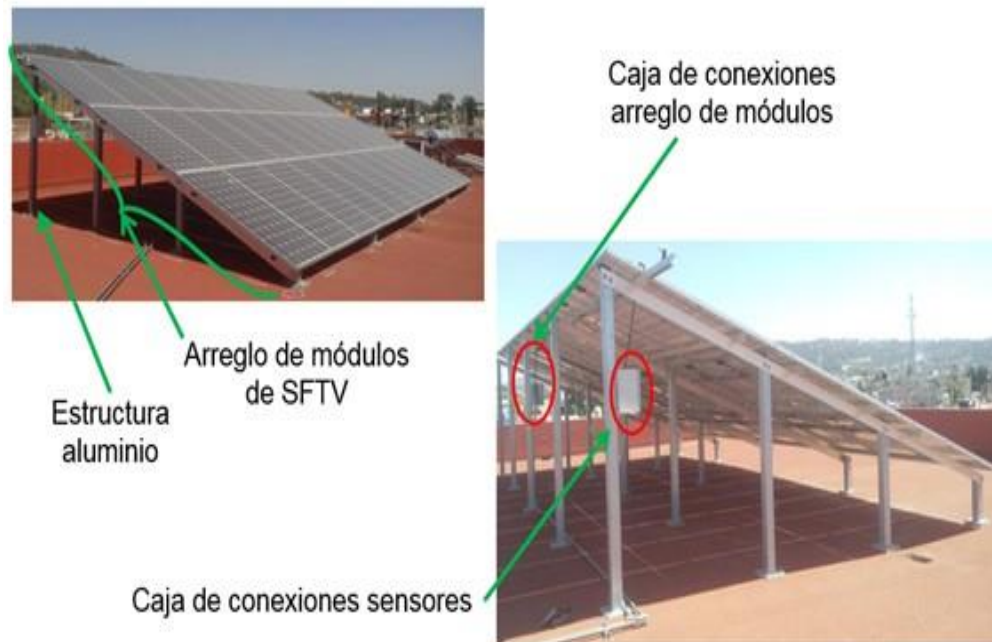 Caja de conexiones
arreglo de módulos
Arreglo de módulos
de SFTV
Estructura
aluminio
Caja de conexiones sensores